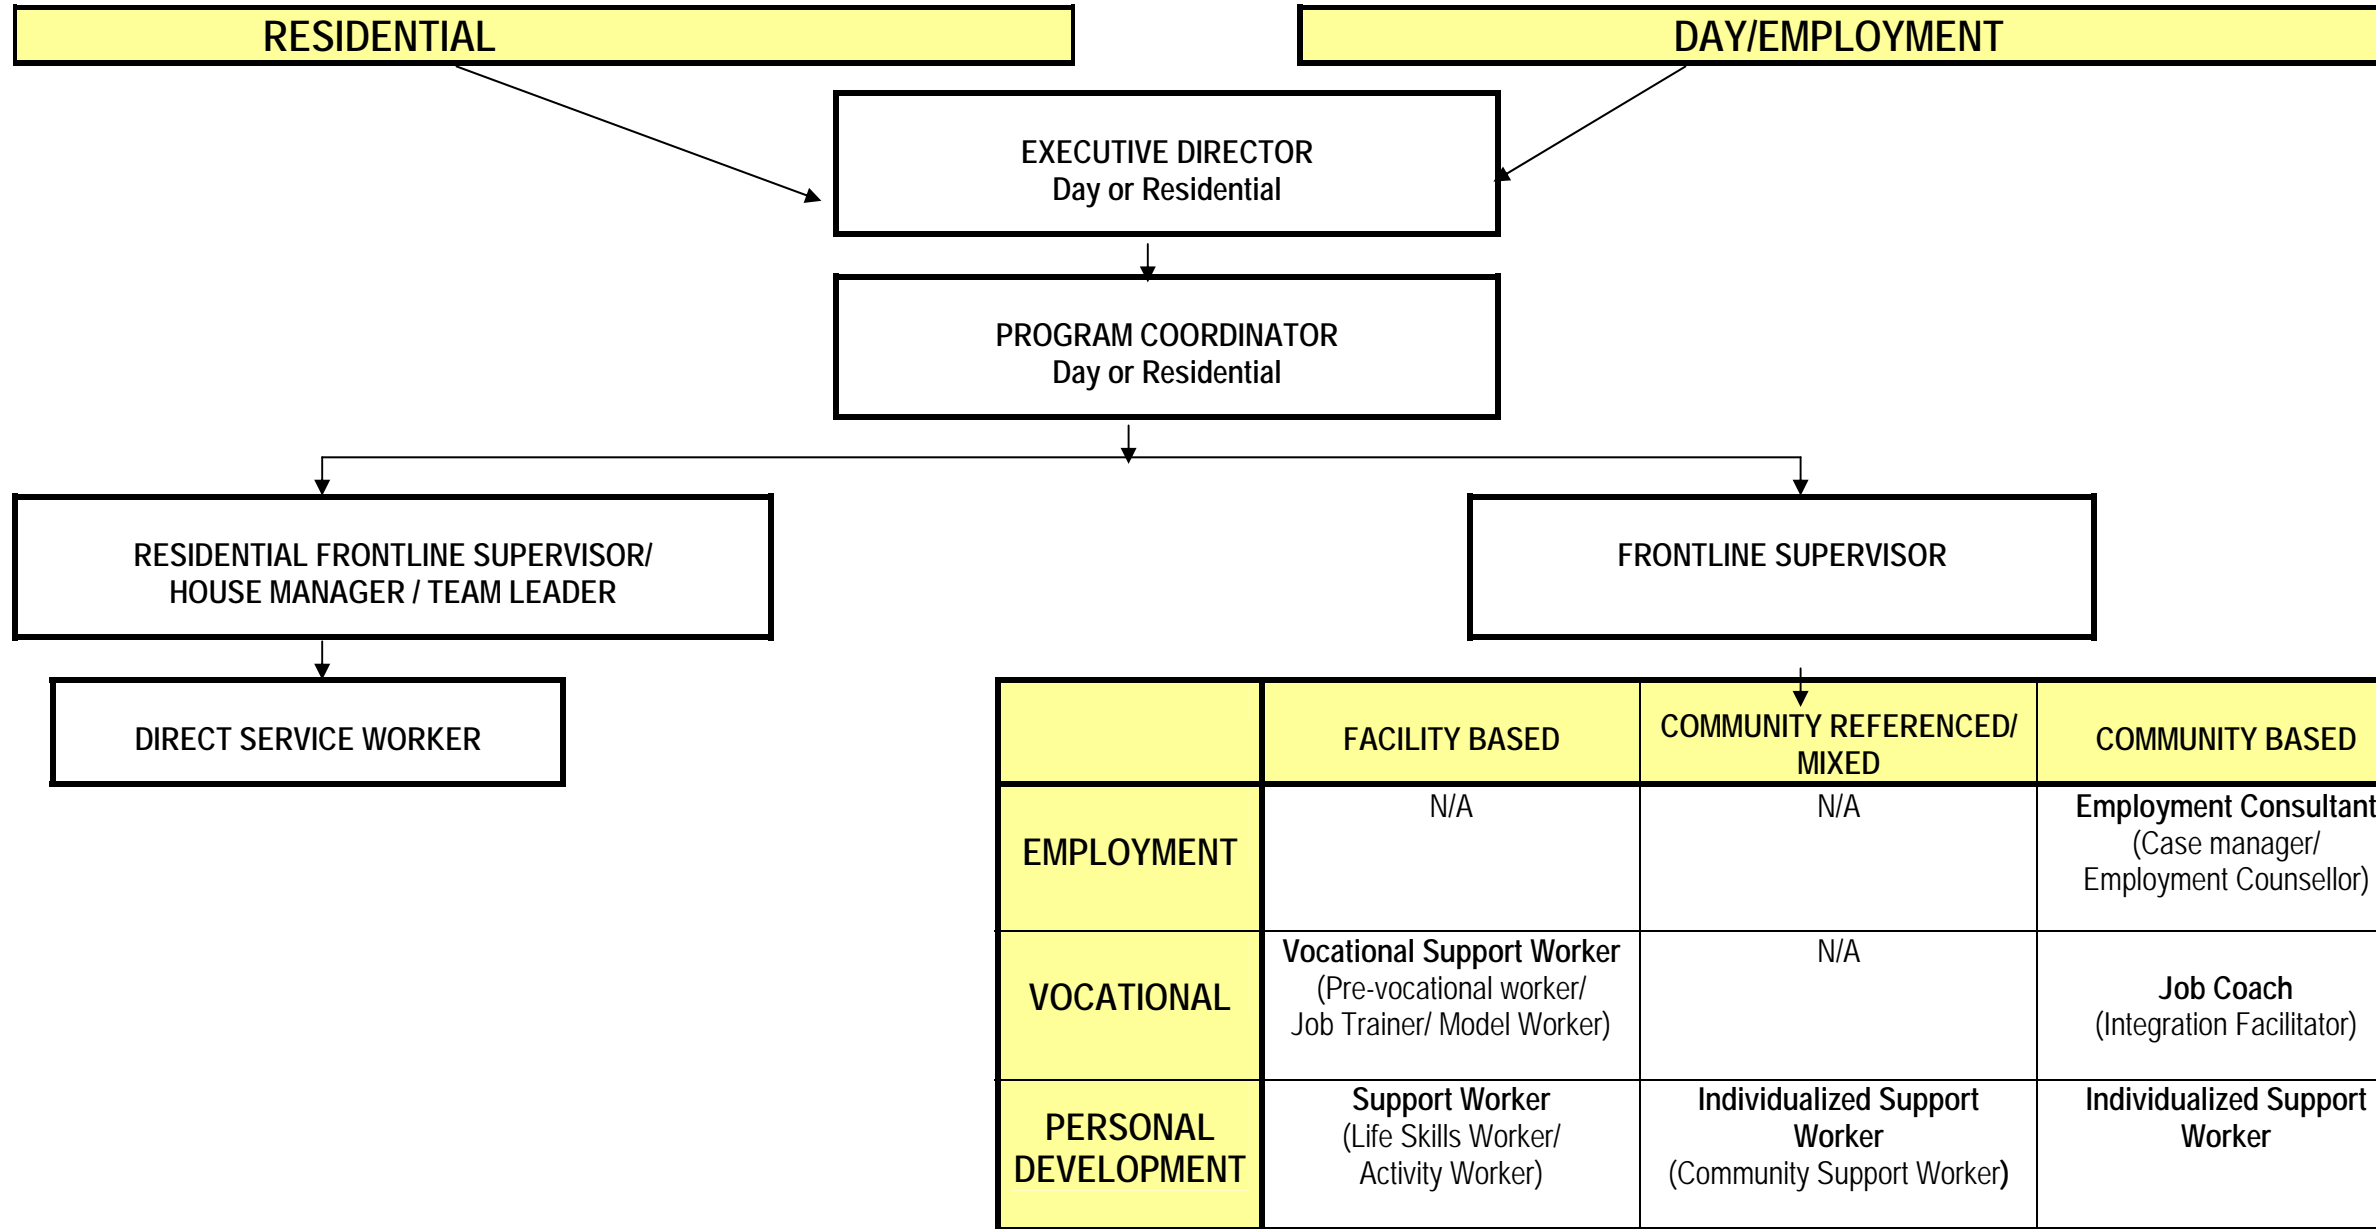 RESIDENTIAL
DAY/EMPLOYMENT
EXECUTIVE DIRECTOR
Day or Residential
PROGRAM COORDINATOR
Day or Residential
RESIDENTIAL FRONTLINE SUPERVISOR/
HOUSE MANAGER / TEAM LEADER
FRONTLINE SUPERVISOR
DIRECT SERVICE WORKER
FACILITY BASED
COMMUNITY REFERENCED/
MIXED
COMMUNITY BASED
EMPLOYMENT
N/A
N/A
Employment Consultant
(Case manager/
Employment Counsellor)
VOCATIONAL
Vocational Support Worker
(Pre-vocational worker/
Job Trainer/ Model Worker)
N/A
Job Coach
(Integration Facilitator)
PERSONAL
DEVELOPMENT
Support Worker
(Life Skills Worker/
Activity Worker)
Individualized Support
Worker
(Community Support Worker)
Individualized Support
Worker